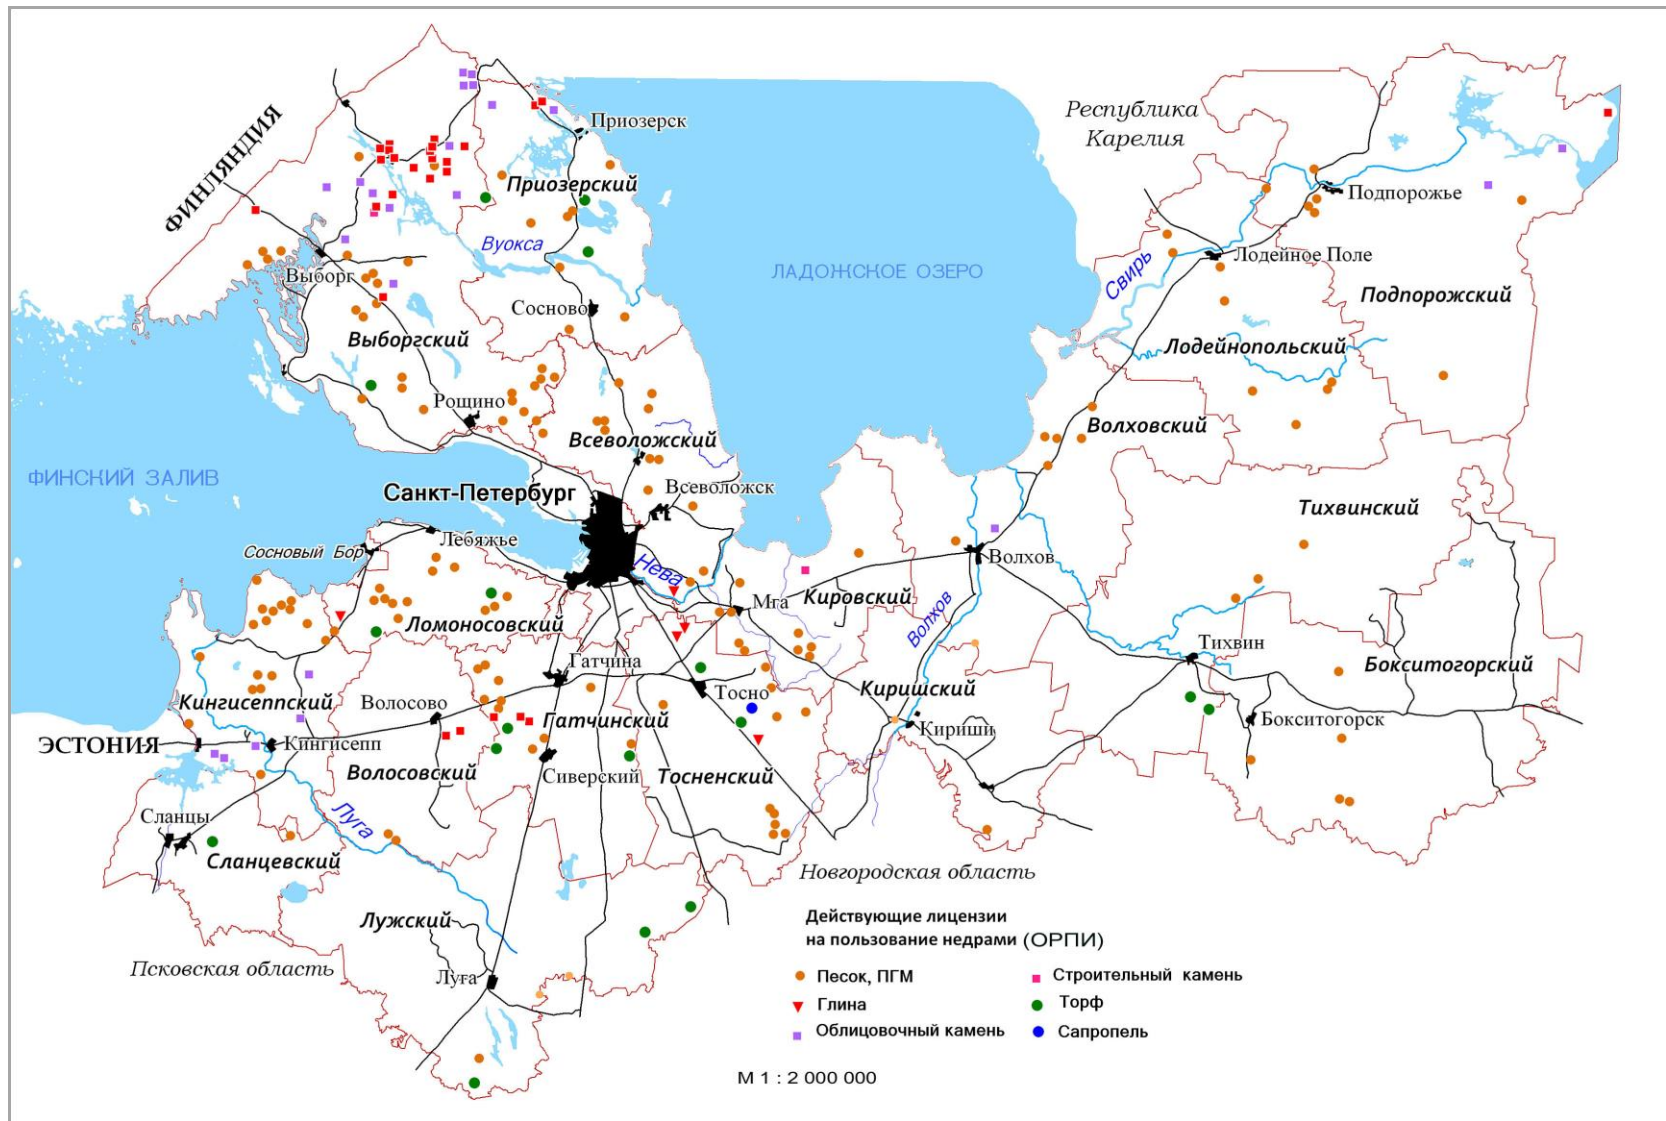 Республика
Карелия
Приозерск
ФИНЛЯНДИЯ
Приозерский
Подпорожье
Вуокса
Выборг
ЛАДОЖСКОЕ ОЗЕРО
Свирь
Лодейное Поле
Подпорожский
Сосново
Выборгский
Лодейнопольский
Рощино
Всеволожский
Волховский
ФИНСКИЙ ЗАЛИВ
Санкт-Петербург
Всеволожск
Тихвинский
Лебяжье
Сосновый Бор
Нева
Волхов
Мга
Кировский
Волхов
Ломоносовский
Гатчина
Тихвин
Бокситогорский
Кингисеппский
Волосово
Тосно
Киришский
Гатчинский
Бокситогорск
ЭСТОНИЯ
Кингисепп
Кириши
Волосовский
Сиверский
Тосненский
Сланцы
Луга
Сланцевский
Новгородская область
Лужский
Псковская область
Луга
Действующие лицензии
на пользование недрами (ОРПИ)
Песок, ПГМ
Строительный камень
Глина
Торф
Облицовочный камень
Сапропель
М 1 : 2 000 000